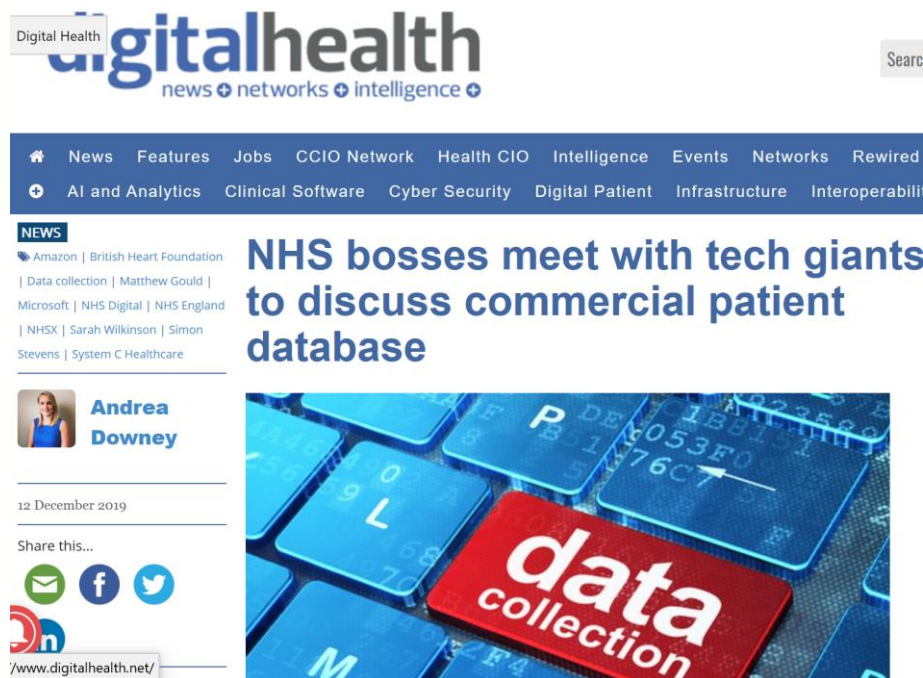 Digital Health
digitalhealth
news networks intelligence
Searc
News Features Jobs CCIO Network Health CIO Intelligence Events Networks Rewired
AI and Analytics Clinical Software Cyber Security Digital Patient Infrastructure Interoperabili
NEWS
Amazon | British Heart Foundation
| Data collection | Matthew Gould |
Microsoft | NHS Digital | NHS England
| NHSX | Sarah Wilkinson | Simon
Stevens | System C Healthcare
NHS bosses meet with tech giants
to discuss commercial patient
database
Andrea
Downey
12 December 2019
Share this...
/www.digitalhealth.net/
P
L
M
data
collection